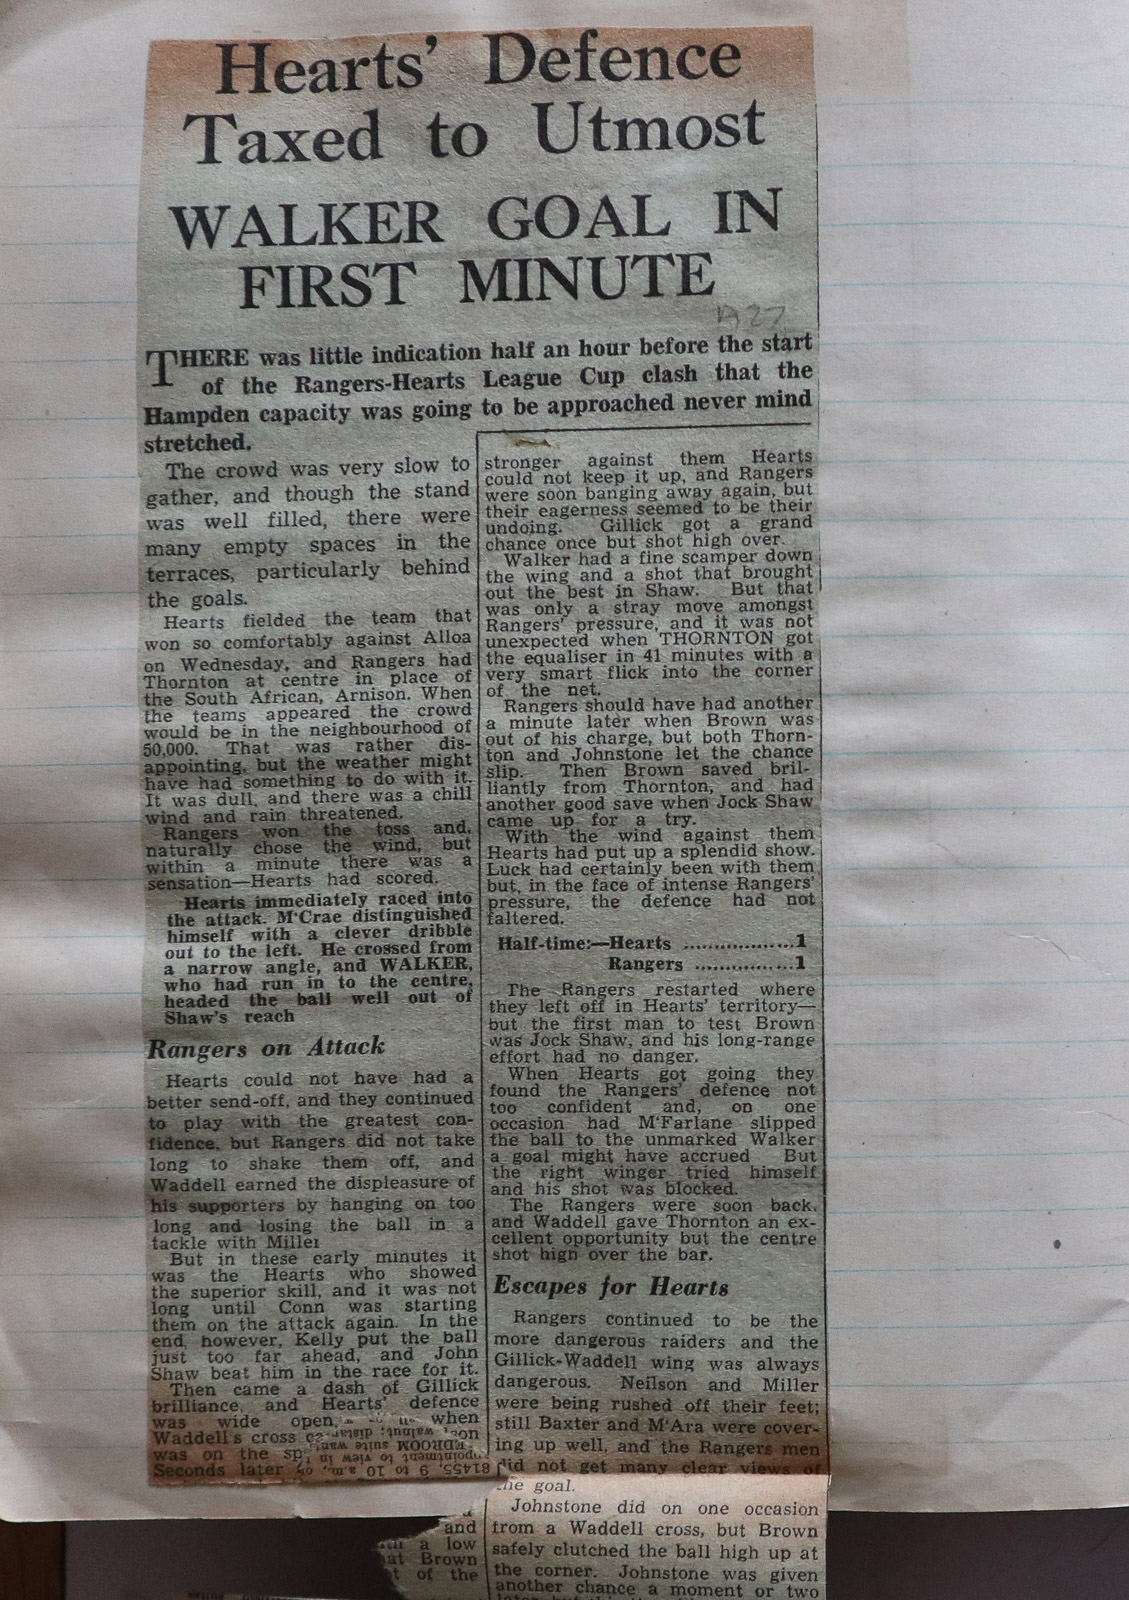 Hearts' Defence
Taxed to Utmost
WALKER GOAL IN
FIRST MINUTE
THERE was little indication half an hour before the start
of the Rangers-Hearts League Cup clash that the
Hampden capacity was going to be approached never mind
stretched.
The crowd was very slow to
gather, and though the stand
was well filled, there were
many empty spaces in the
terraces, particularly behind
the goals.
Hearts fielded the team that
won so comfortably against Alloa
on Wednesday, and Rangers had
Thornton at centre in place of
the South African, Arnison. When
the teams appeared the crowd
would be in the neighbourhood of
50,000. That was rather dis-
appointing, but the weather might
have had something to do with it.
It was dull, and there was a chill
wind and rain threatened.
Rangers won the toss and,
naturally chose the wind, but
within a minute there was a
sensation—Hearts had scored.
Hearts immediately raced into
the attack. M'Crae distinguished
himself with a clever dribble
out to the left. He crossed from
a narrow angle, and WALKER,
who had run in to the centre,
headed the ball well out of
Shaw's reach
Rangers on Attack
Hearts could not have had a
better send-off, and they continued
to play with the greatest con-
fidence, but Rangers did not take
long to shake them off, and
Waddell earned the displeasure of
his supporters by hanging on too
long and losing the ball in a
tackle with Miller
But in these early minutes it
was the Hearts who showed
the superior skill, and it was not
long until Conn was starting
them on the attack again. In the
end, however, Kelly put the ball
just too far ahead, and John
Shaw beat him in the race for it.
Then came a dash of Gillick
brilliance, and Hearts' defence
was wide open, when
Waddell's cross
was on the
Seconds later
and
a low
Brown
of the
stronger against them Hearts
could not keep it up, and Rangers
were soon banging away again, but
their eagerness seemed to be their
undoing. Gillick got a grand
chance once but shot high over.
Walker had a fine scamper down
the wing and a shot that brought
out the best in Shaw. But that
was only a stray move amongst
Rangers' pressure, and it was not
unexpected when THORNTON got
the equaliser in 41 minutes with a
very smart flick into the corner
of the net.
Rangers should have had another
a minute later when Brown was
out of his charge, but both Thorn-
ton and Johnstone let the chance
slip. Then Brown saved bril-
liantly from Thornton, and had
another good save when Jock Shaw
came up for a try.
With the wind against them
Hearts had put up a splendid show.
Luck had certainly been with them
but, in the face of intense Rangers'
pressure, the defence had not
faltered.
Half-time:—Hearts ..................1
Rangers ................1
The Rangers restarted where
they left off in Hearts' territory—
but the first man to test Brown
was Jock Shaw, and his long-range
effort had no danger.
When Hearts got going they
found the Rangers' defence not
too confident and, on one
occasion had M'Farlane slipped
the ball to the unmarked Walker
a goal might have accrued But
the right winger tried himself
and his shot was blocked.
The Rangers were soon back,
and Waddell gave Thornton an ex-
cellent opportunity but the centre
shot high over the bar.
Escapes for Hearts
Rangers continued to be the
more dangerous raiders and the
Gillick-Waddell wing was always
dangerous. Neilson and Miller
were being rushed off their feet;
still Baxter and M'Ara were cover-
ing up well, and the Rangers men
did not get many clear views of
the goal.
Johnstone did on one occasion
from a Waddell cross, but Brown
safely clutched the ball high up at
the corner. Johnstone was given
another chance a moment or two